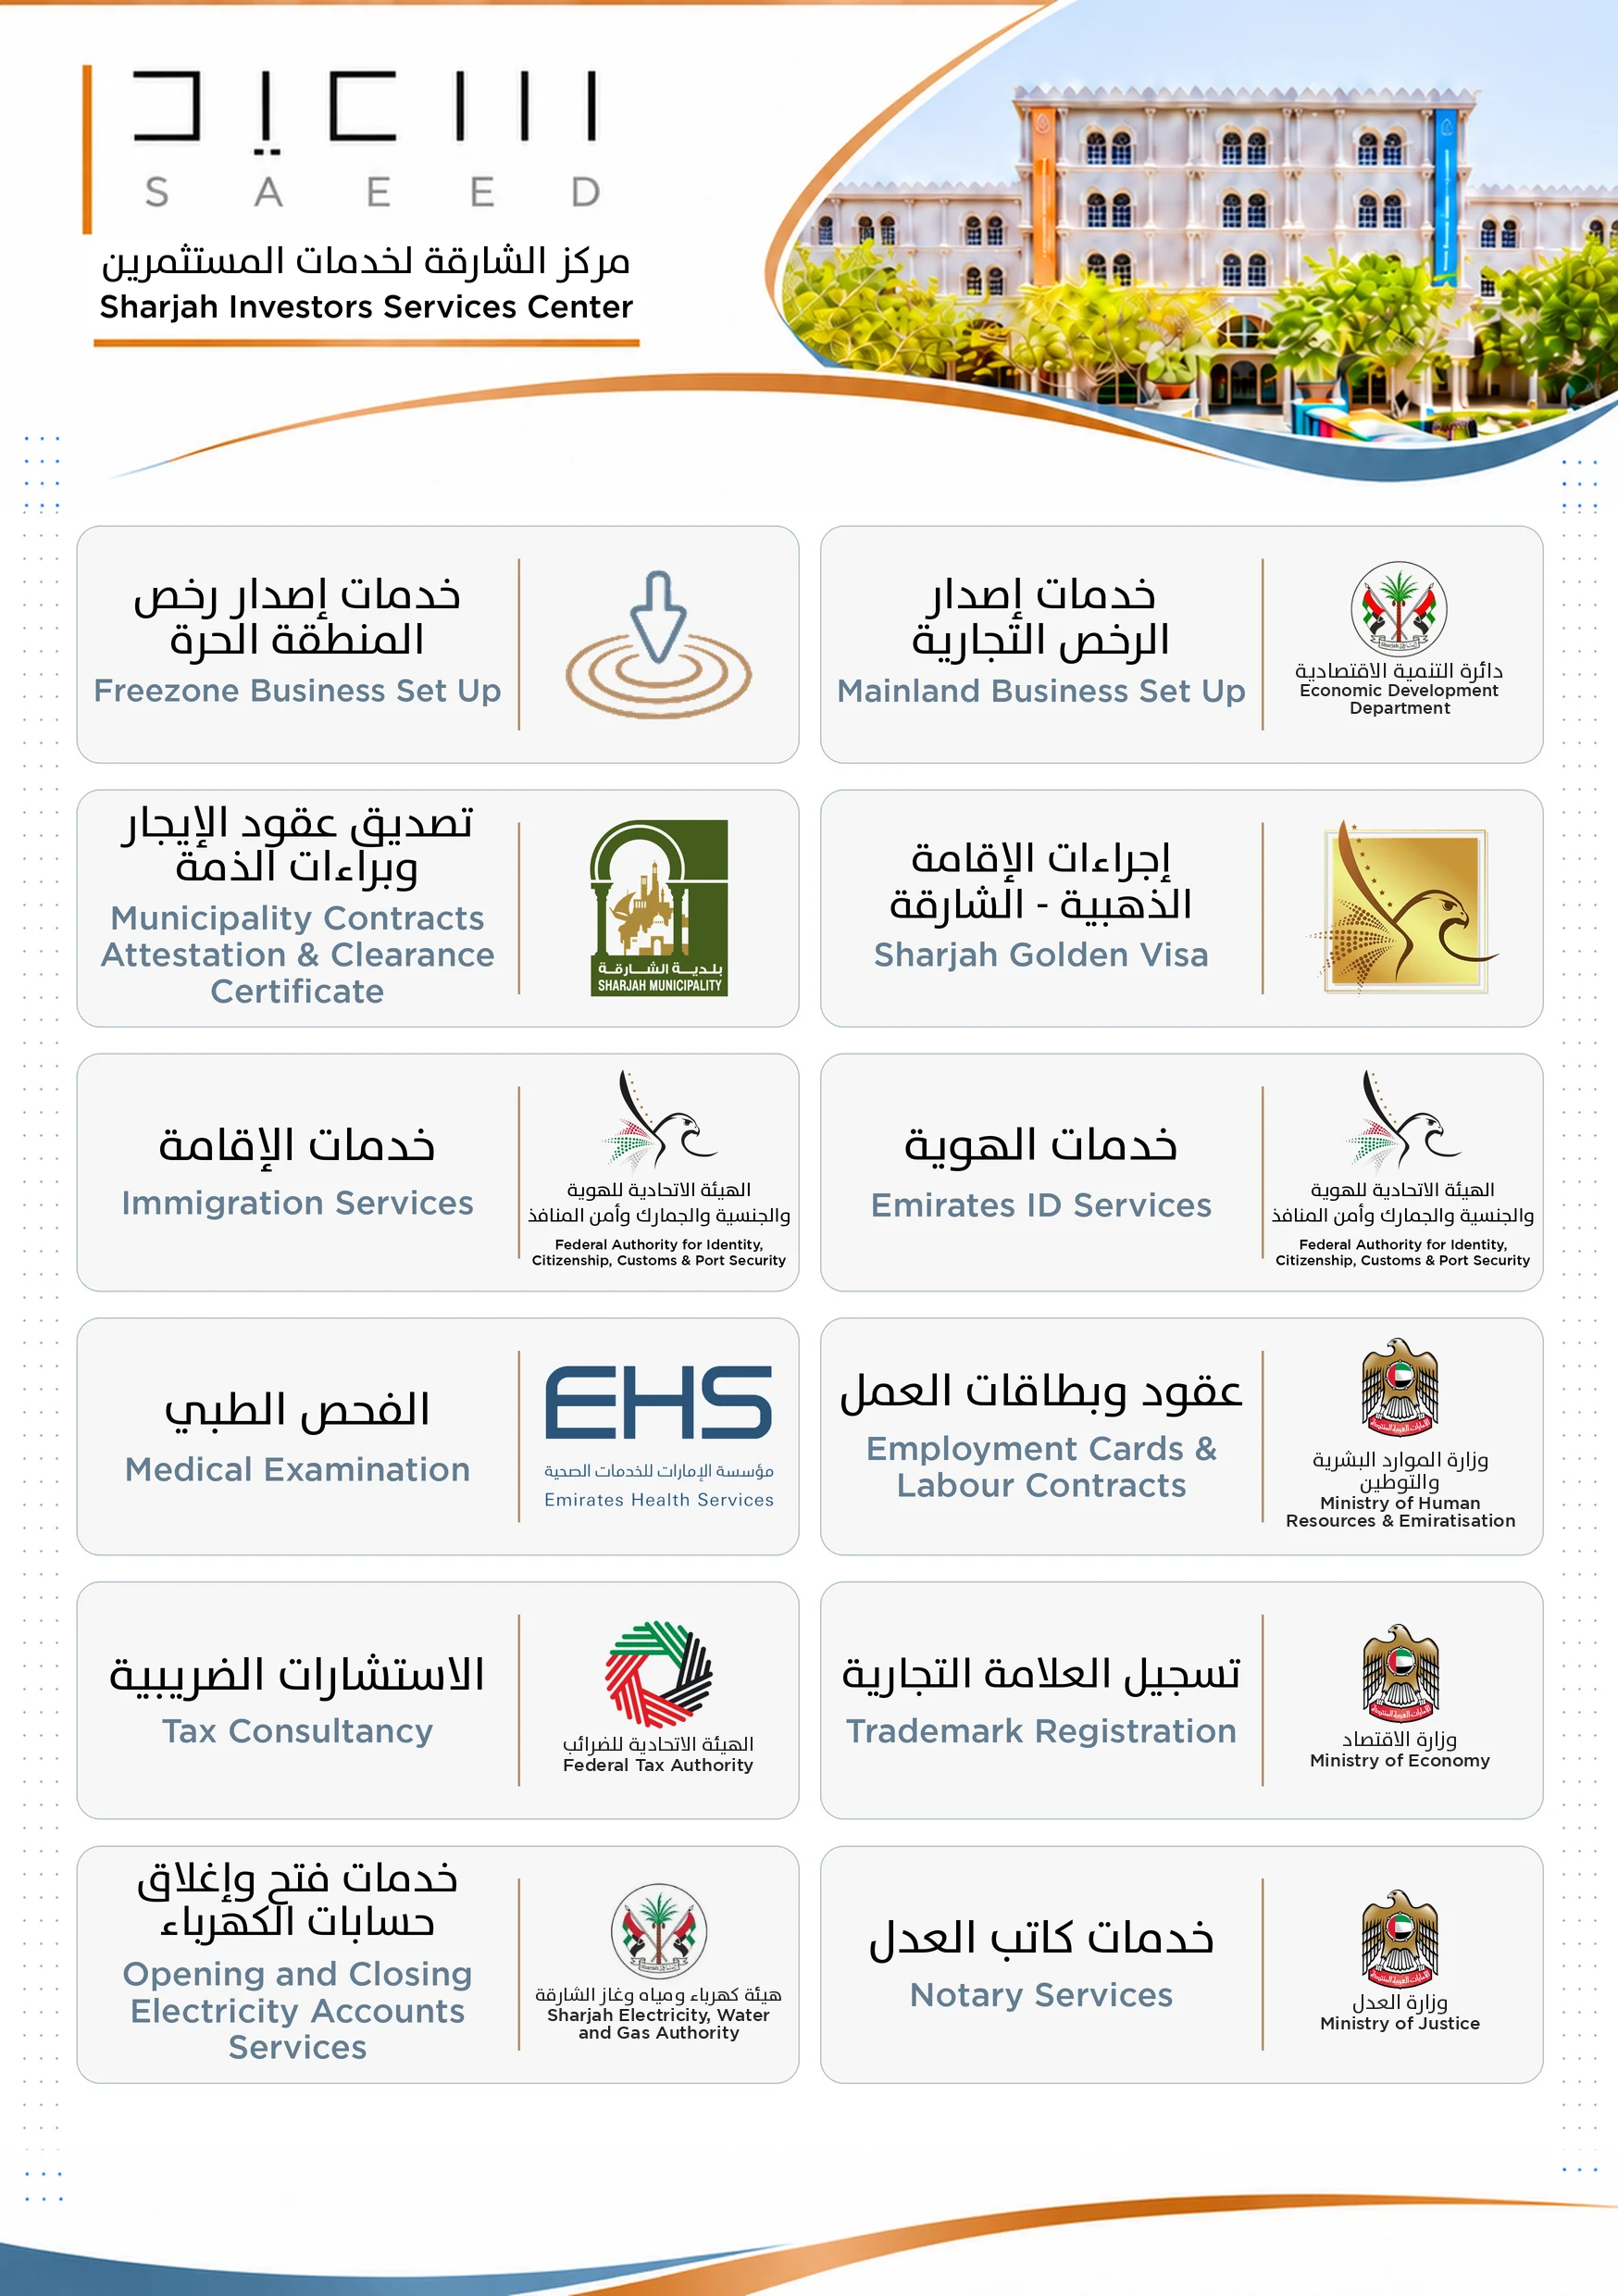 سعيد
SAEED
مركز الشارقة لخدمات المستثمرين
Sharjah Investors Services Center
خدمات إصدار
الرخص التجارية
Mainland Business Set Up
دائرة التنمية الاقتصادية
Economic Development
Department
خدمات إصدار رخص
المنطقة الحرة
Freezone Business Set Up
إجراءات الإقامة
الذهبية - الشارقة
Sharjah Golden Visa
تصديق عقود الإيجار
وبراءات الذمة
Municipality Contracts
Attestation & Clearance
Certificate
بلدية الشارقة
SHARJAH MUNICIPALITY
خدمات الهوية
Emirates ID Services
الهيئة الاتحادية للهوية
والجنسية والجمارك وأمن المنافذ
Federal Authority for Identity,
Citizenship, Customs & Port Security
خدمات الإقامة
Immigration Services
الهيئة الاتحادية للهوية
والجنسية والجمارك وأمن المنافذ
Federal Authority for Identity,
Citizenship, Customs & Port Security
عقود وبطاقات العمل
Employment Cards &
Labour Contracts
وزارة الموارد البشرية
والتوطين
Ministry of Human
Resources & Emiratisation
الفحص الطبي
Medical Examination
EHS
مؤسسة الإمارات للخدمات الصحية
Emirates Health Services
تسجيل العلامة التجارية
Trademark Registration
وزارة الاقتصاد
Ministry of Economy
الاستشارات الضريبية
Tax Consultancy
الهيئة الاتحادية للضرائب
Federal Tax Authority
خدمات كاتب العدل
Notary Services
وزارة العدل
Ministry of Justice
خدمات فتح وإغلاق
حسابات الكهرباء
Opening and Closing
Electricity Accounts
Services
هيئة كهرباء ومياه وغاز الشارقة
Sharjah Electricity, Water
and Gas Authority